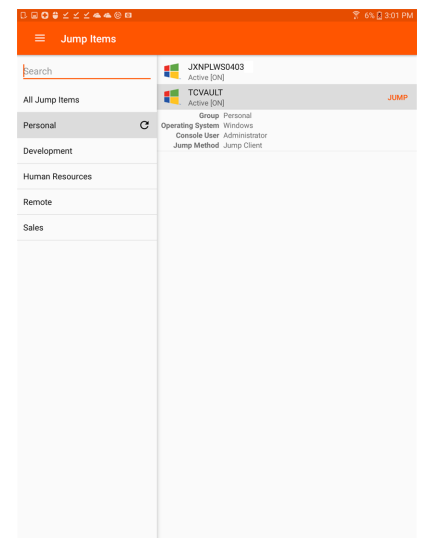 6% 3:01 PM
Jump Items
Search
All Jump Items
Personal
Development
Human Resources
Remote
Sales
JXNPLWS0403
Active [ON]
TCVAULT
Active [ON]
JUMP
Group Personal
Operating System Windows
Console User Administrator
Jump Method Jump Client